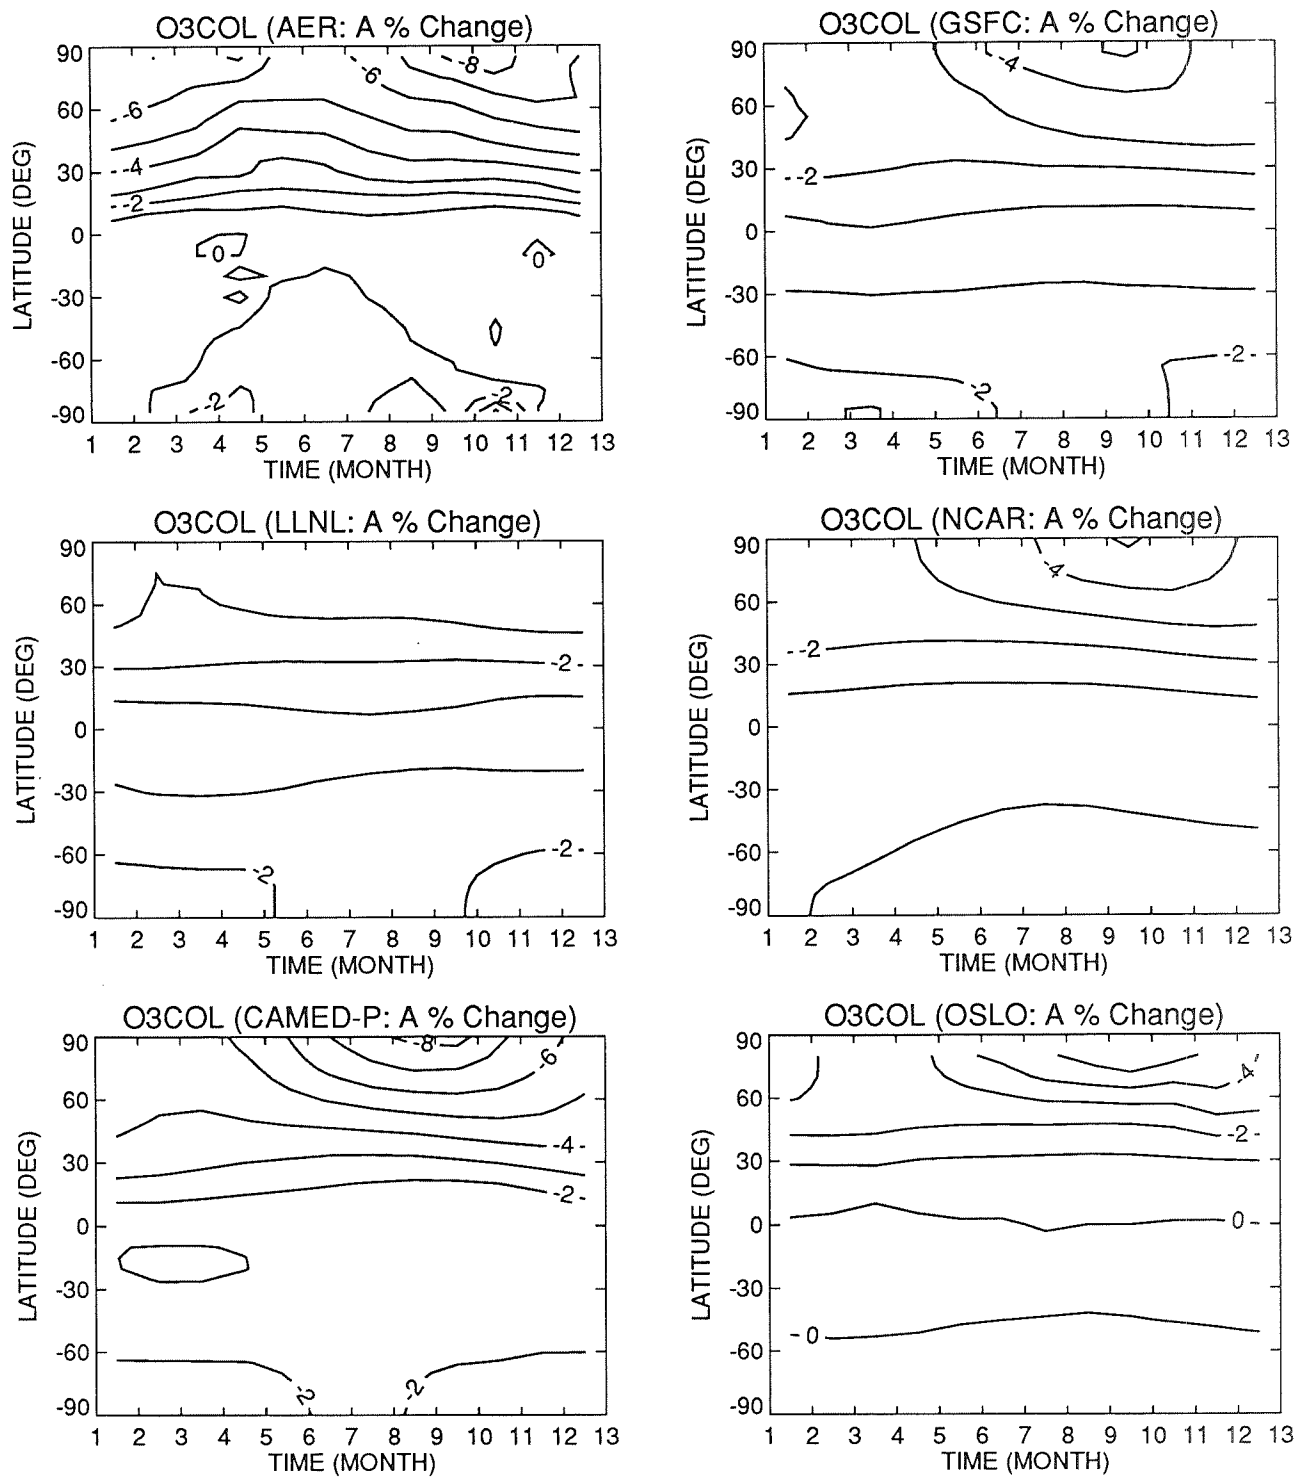 O3COL (AER: A % Change)
90
60
30
0
-30
-60
-90
LATITUDE (DEG)
-8
-6
-6
-4
-2
0
0
-2
-2
1 2 3 4 5 6 7 8 9 10 11 12 13
TIME (MONTH)
O3COL (GSFC: A % Change)
90
60
30
0
-30
-60
-90
LATITUDE (DEG)
-4
-2
-2
-2
1 2 3 4 5 6 7 8 9 10 11 12 13
TIME (MONTH)
O3COL (LLNL: A % Change)
90
60
30
0
-30
-60
-90
LATITUDE (DEG)
-2
-2
-2
1 2 3 4 5 6 7 8 9 10 11 12 13
TIME (MONTH)
O3COL (NCAR: A % Change)
90
60
30
0
-30
-60
-90
LATITUDE (DEG)
-4
-2
1 2 3 4 5 6 7 8 9 10 11 12 13
TIME (MONTH)
O3COL (CAMED-P: A % Change)
90
60
30
0
-30
-60
-90
LATITUDE (DEG)
-8
-6
-4
-2
-2
-2
1 2 3 4 5 6 7 8 9 10 11 12 13
TIME (MONTH)
O3COL (OSLO: A % Change)
90
60
30
0
-30
-60
-90
LATITUDE (DEG)
-4
-2
0
0
1 2 3 4 5 6 7 8 9 10 11 12 13
TIME (MONTH)